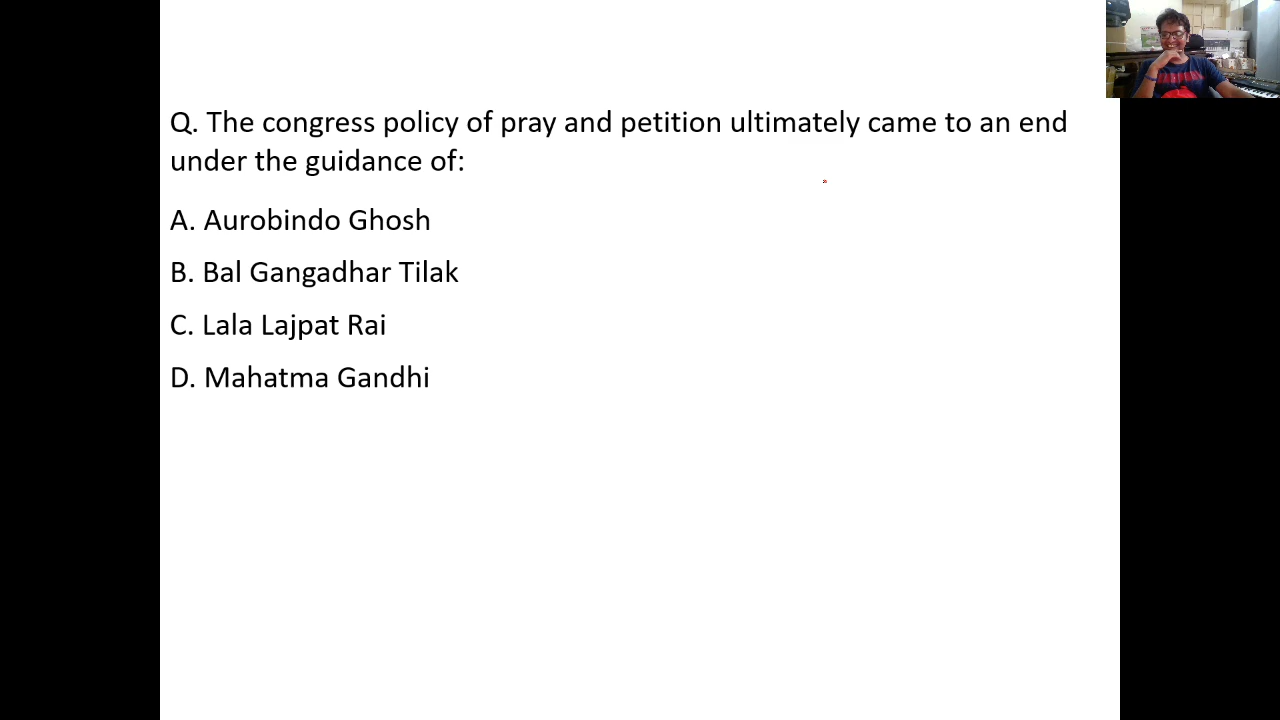 Q. The congress policy of pray and petition ultimately came to an end
under the guidance of:
A. Aurobindo Ghosh
B. Bal Gangadhar Tilak
C. Lala Lajpat Rai
D. Mahatma Gandhi